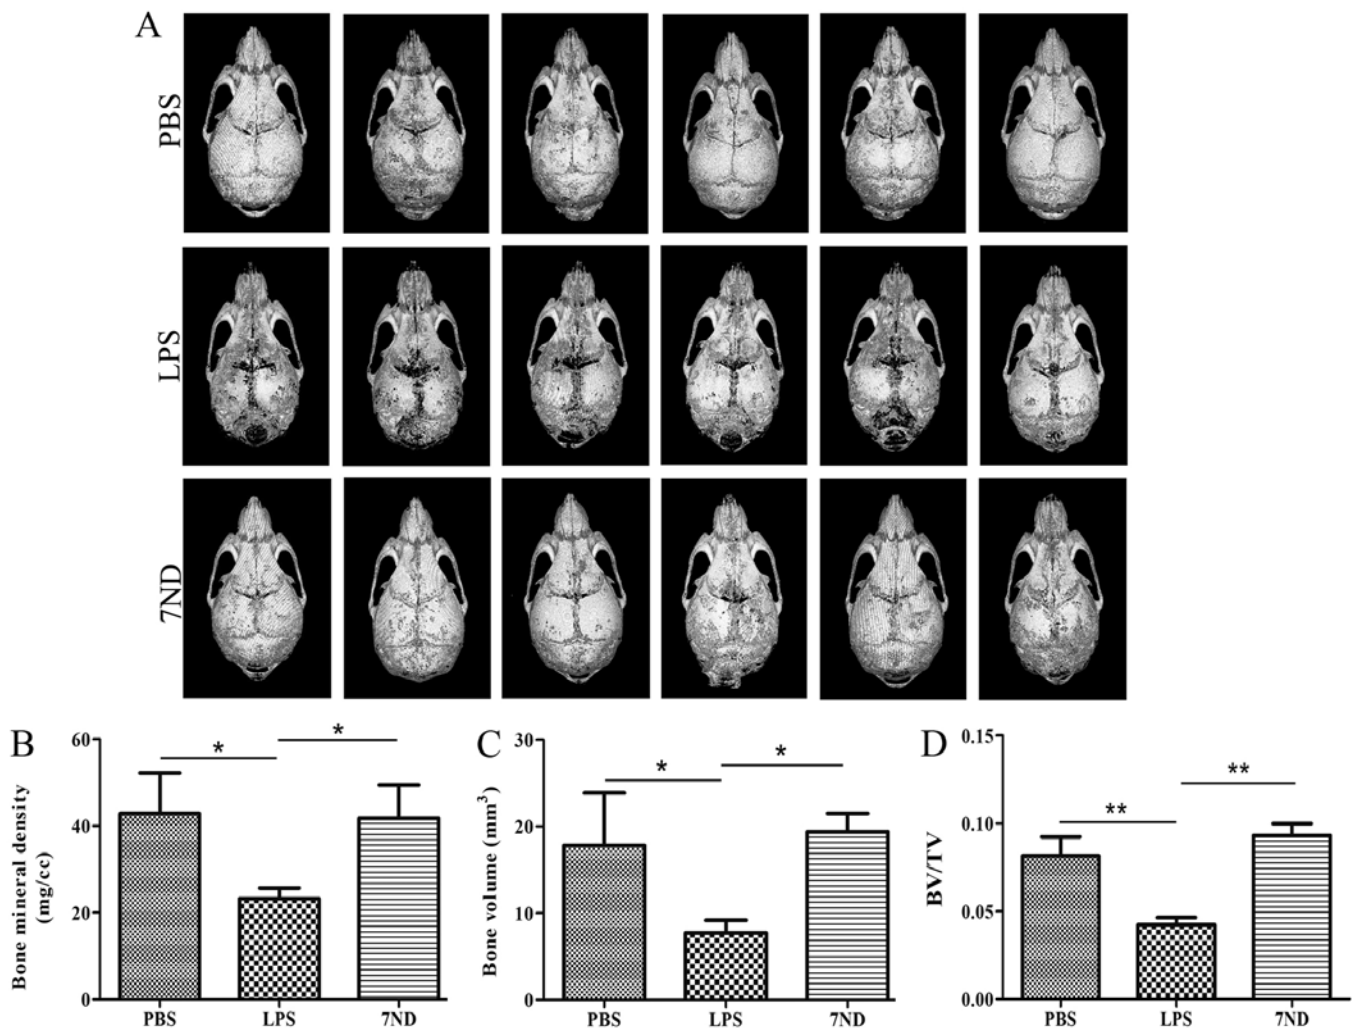 A
PBS
LPS
7ND
B
Bone mineral density
(mg/cc)
60
40
20
0
*
*
PBS LPS 7ND
C
Bone volume (mm³)
30
20
10
0
*
*
PBS LPS 7ND
D
BV/TV
0.15
0.10
0.05
0.00
**
**
PBS LPS 7ND